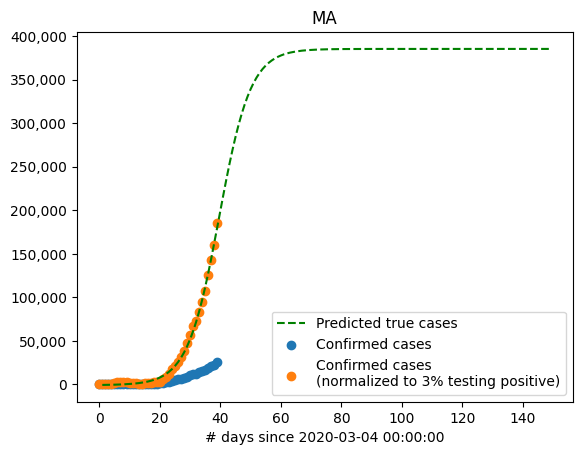 MA
400,000
350,000
300,000
250,000
200,000
150,000
100,000
50,000
0
Predicted true cases
Confirmed cases
Confirmed cases
(normalized to 3% testing positive)
0 20 40 60 80 100 120 140
# days since 2020-03-04 00:00:00